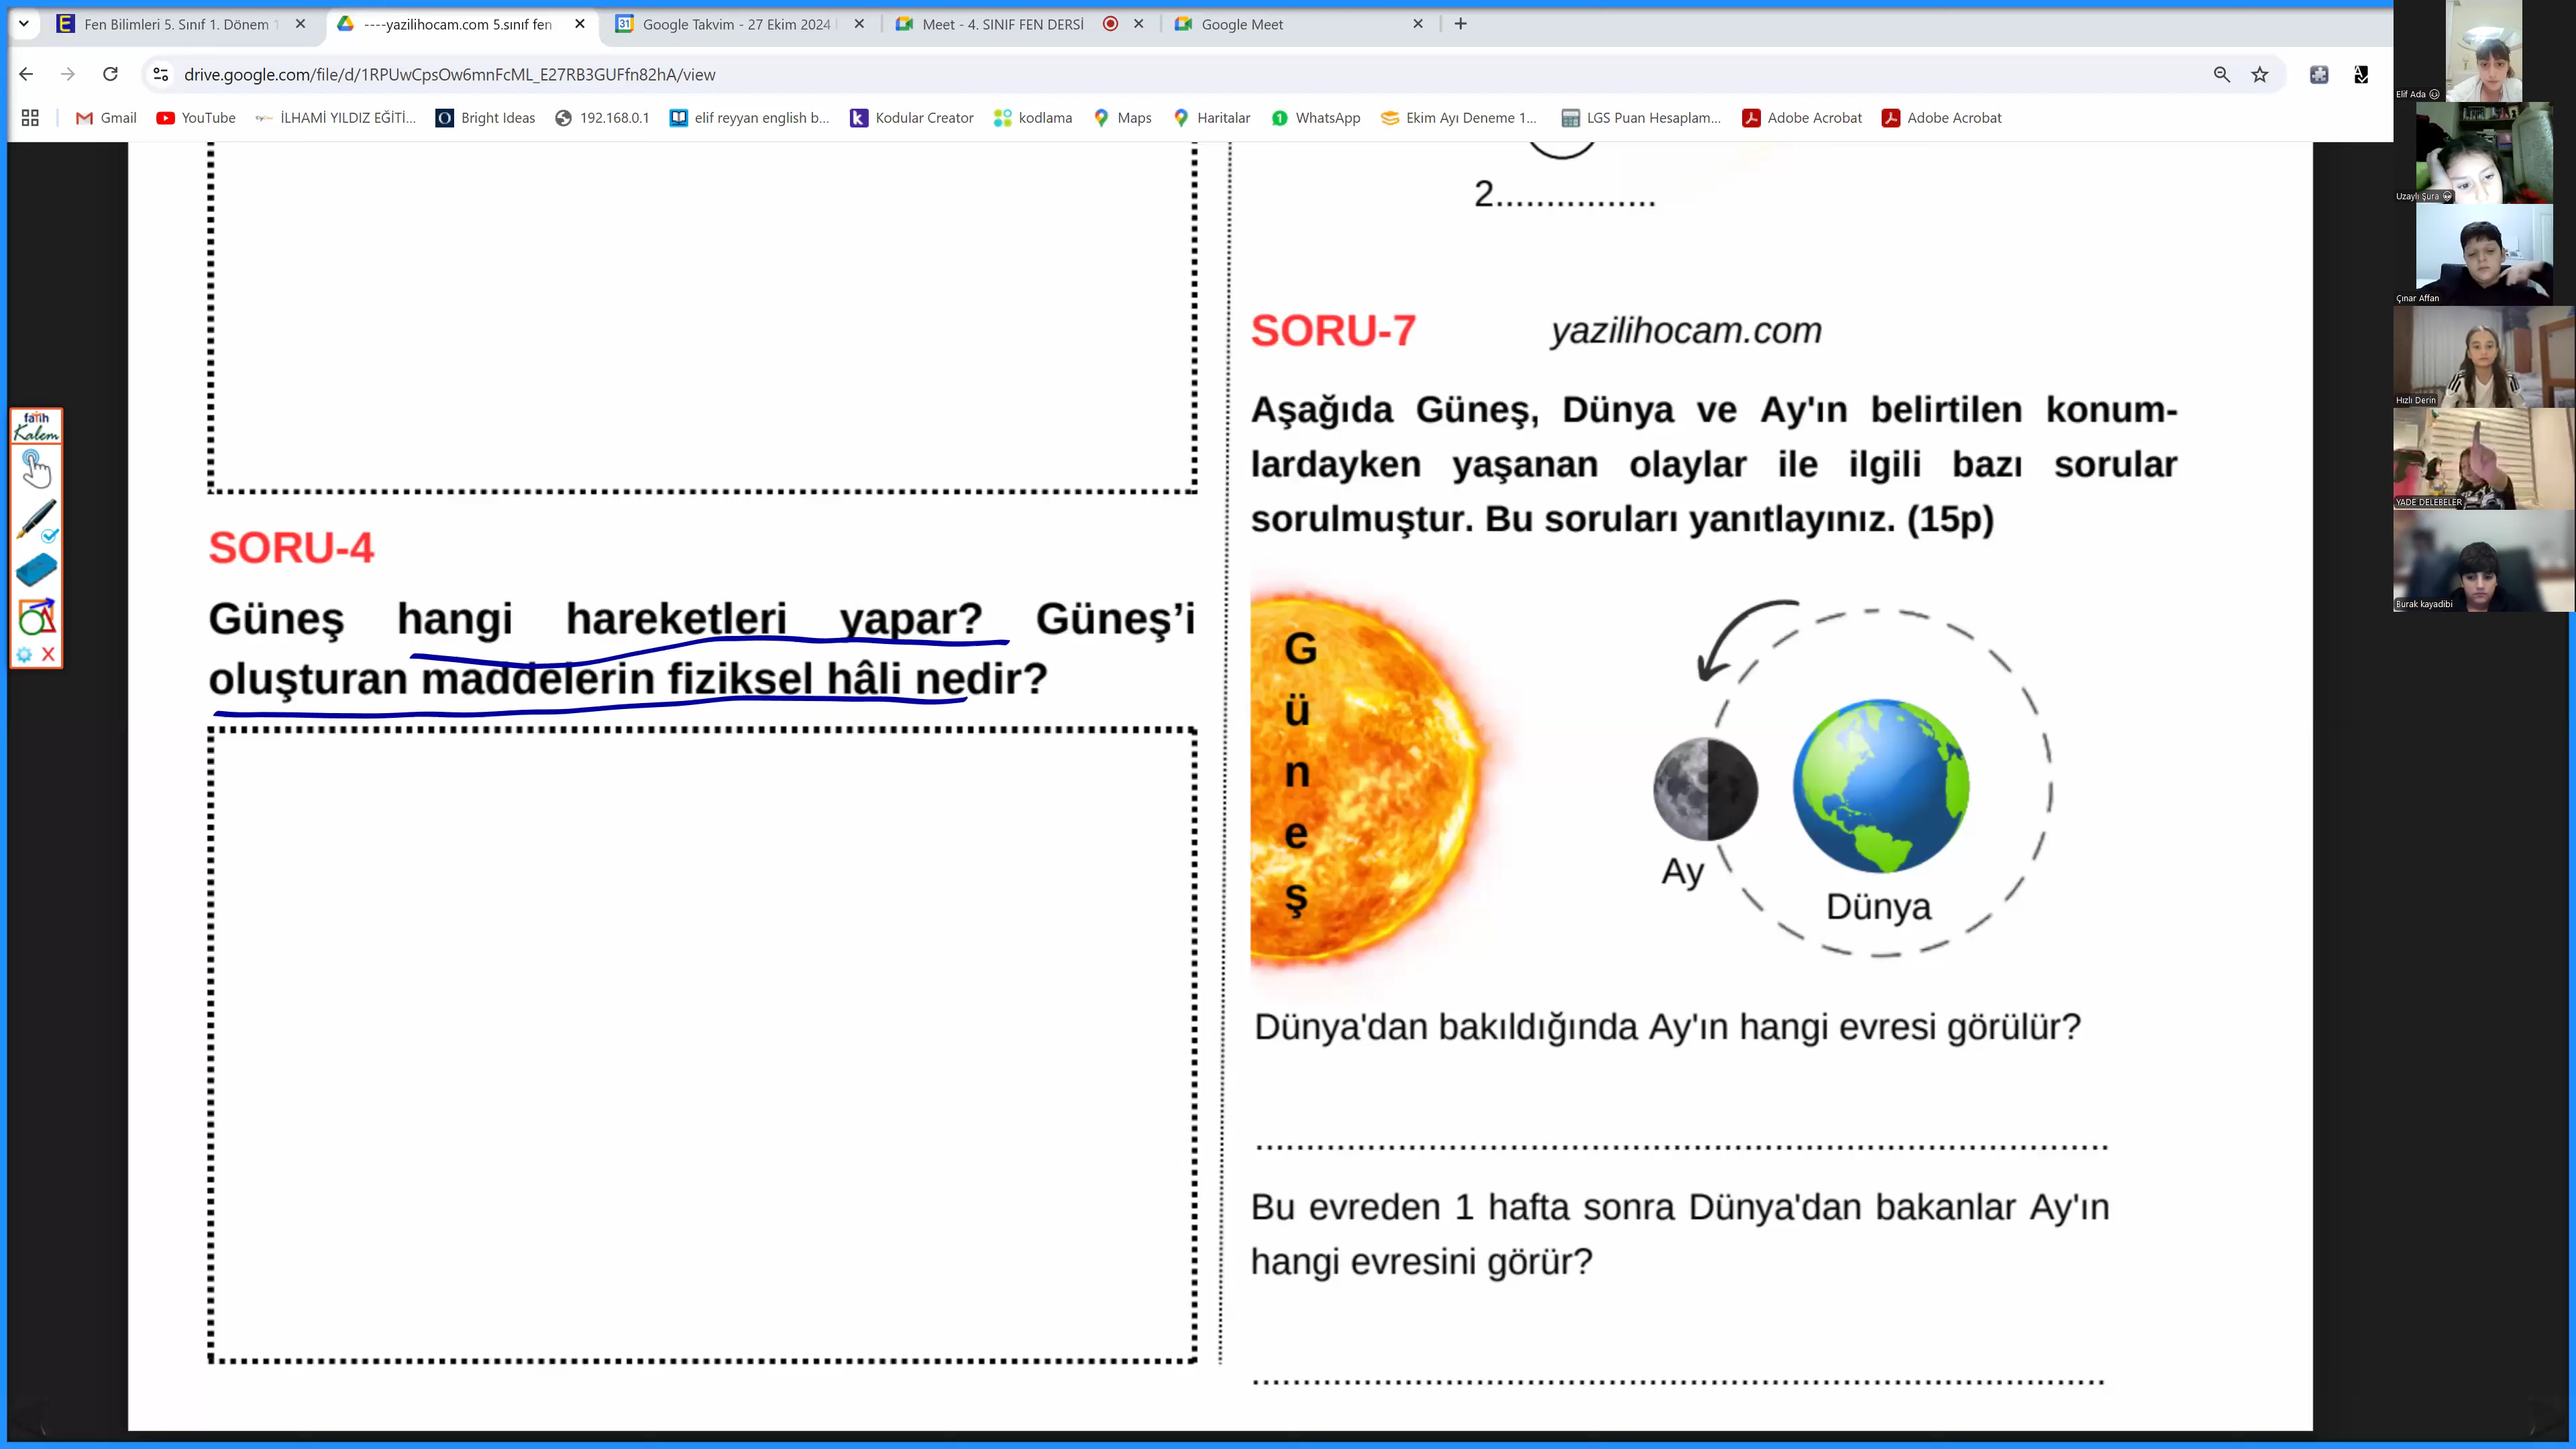 Fen Bilimleri 5. Sınıf 1. Dönem 1
----yazilihocam.com 5.sınıf fen
Google Takvim - 27 Ekim 2024
Meet - 4. SINIF FEN DERSİ
Google Meet
drive.google.com/file/d/1RPUwCpsOw6mnFcML_E27RB3GUFfn82hA/view
Gmail
YouTube
İLHAMİ YILDIZ EĞİTİ...
Bright Ideas
192.168.0.1
elif reyyan english b...
Kodular Creator
kodlama
Maps
Haritalar
WhatsApp
Ekim Ayı Deneme 1...
LGS Puan Hesaplam...
Adobe Acrobat
Adobe Acrobat
fatih
Kalem
SORU-4
Güneş hangi hareketleri yapar? Güneş’i
oluşturan maddelerin fiziksel hâli nedir?
2................
SORU-7
yazilihocam.com
Aşağıda Güneş, Dünya ve Ay'ın belirtilen konum-
lardayken yaşanan olaylar ile ilgili bazı sorular
sorulmuştur. Bu soruları yanıtlayınız. (15p)
Güneş
Ay
Dünya
Dünya'dan bakıldığında Ay'ın hangi evresi görülür?
Bu evreden 1 hafta sonra Dünya'dan bakanlar Ay'ın
hangi evresini görür?
Elif Ada
Uzaylı Şura
Çınar Affan
Hızlı Derin
YADE DELEBELER
Burak kayadibi